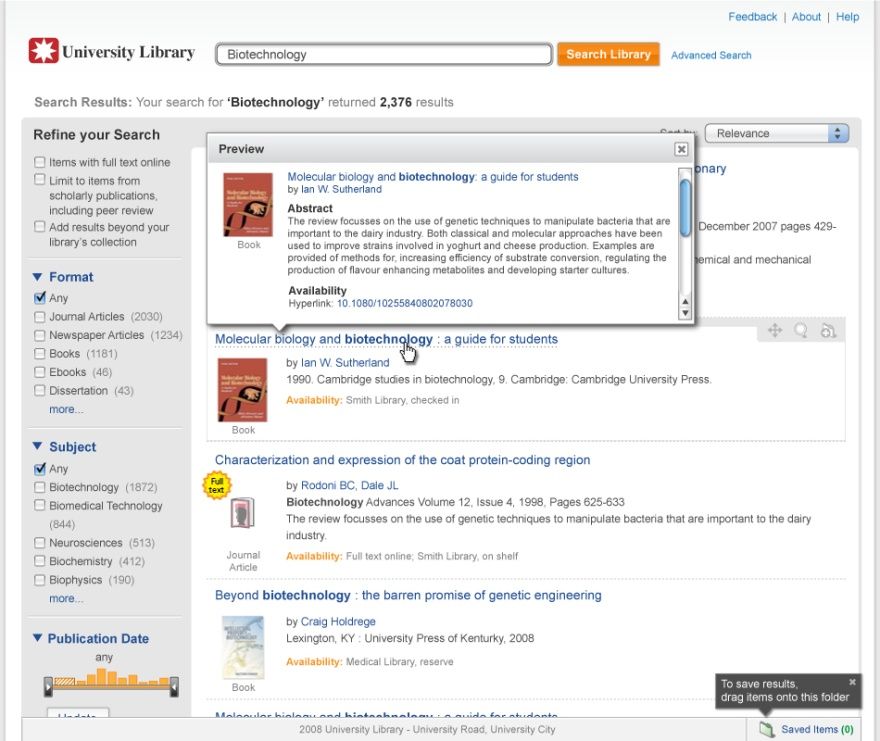 Feedback | About | Help
University Library
Biotechnology
Search Library
Advanced Search
Search Results: Your search for 'Biotechnology' returned 2,376 results
Refine your Search
Items with full text online
Limit to items from
scholarly publications,
including peer review
Add results beyond your
library's collection
Format
Any
Journal Articles (2030)
Newspaper Articles (1234)
Books (1181)
Ebooks (46)
Dissertation (43)
more...
Subject
Any
Biotechnology (1872)
Biomedical Technology
(844)
Neurosciences (513)
Biochemistry (412)
Biophysics (190)
more...
Publication Date
any
Update
Sort by
Relevance
onary
December 2007 pages 429-
emical and mechanical
Preview
Molecular biology and biotechnology: a guide for students
by Ian W. Sutherland
Abstract
The review focusses on the use of genetic techniques to manipulate bacteria that are
important to the dairy industry. Both classical and molecular approaches have been
used to improve strains involved in yoghurt and cheese production. Examples are
provided of methods for, increasing efficiency of substrate conversion, regulating the
production of flavour enhancing metabolites and developing starter cultures.
Book
Availability
Hyperlink: 10.1080/10255840802078030
Molecular biology and biotechnology : a guide for students
by Ian W. Sutherland
1990. Cambridge studies in biotechnology, 9. Cambridge: Cambridge University Press.
Availability: Smith Library, checked in
Molecular Biology
and Biotechnology
Book
Characterization and expression of the coat protein-coding region
Full
text
by Rodoni BC, Dale JL
Biotechnology Advances Volume 12, Issue 4, 1998, Pages 625-633
The review focusses on the use of genetic techniques to manipulate bacteria that are important to the dairy
industry.
Availability: Full text online; Smith Library, on shelf
Journal
Article
Beyond biotechnology : the barren promise of genetic engineering
by Craig Holdrege
Lexington, KY : University Press of Kenturky, 2008
Availability: Medical Library, reserve
Book
Molecular biology and biotechnology : a guide for students
To save results,
drag items onto this folder
2008 University Library - University Road, University City
Saved Items (0)